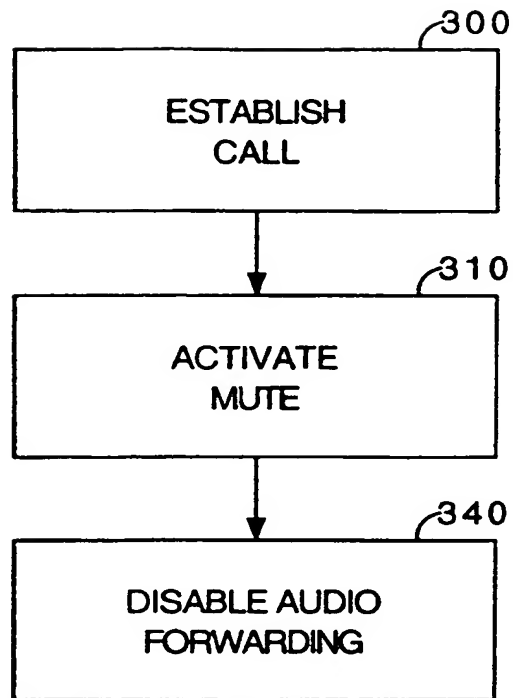 300
ESTABLISH
CALL
310
ACTIVATE
MUTE
340
DISABLE AUDIO
FORWARDING